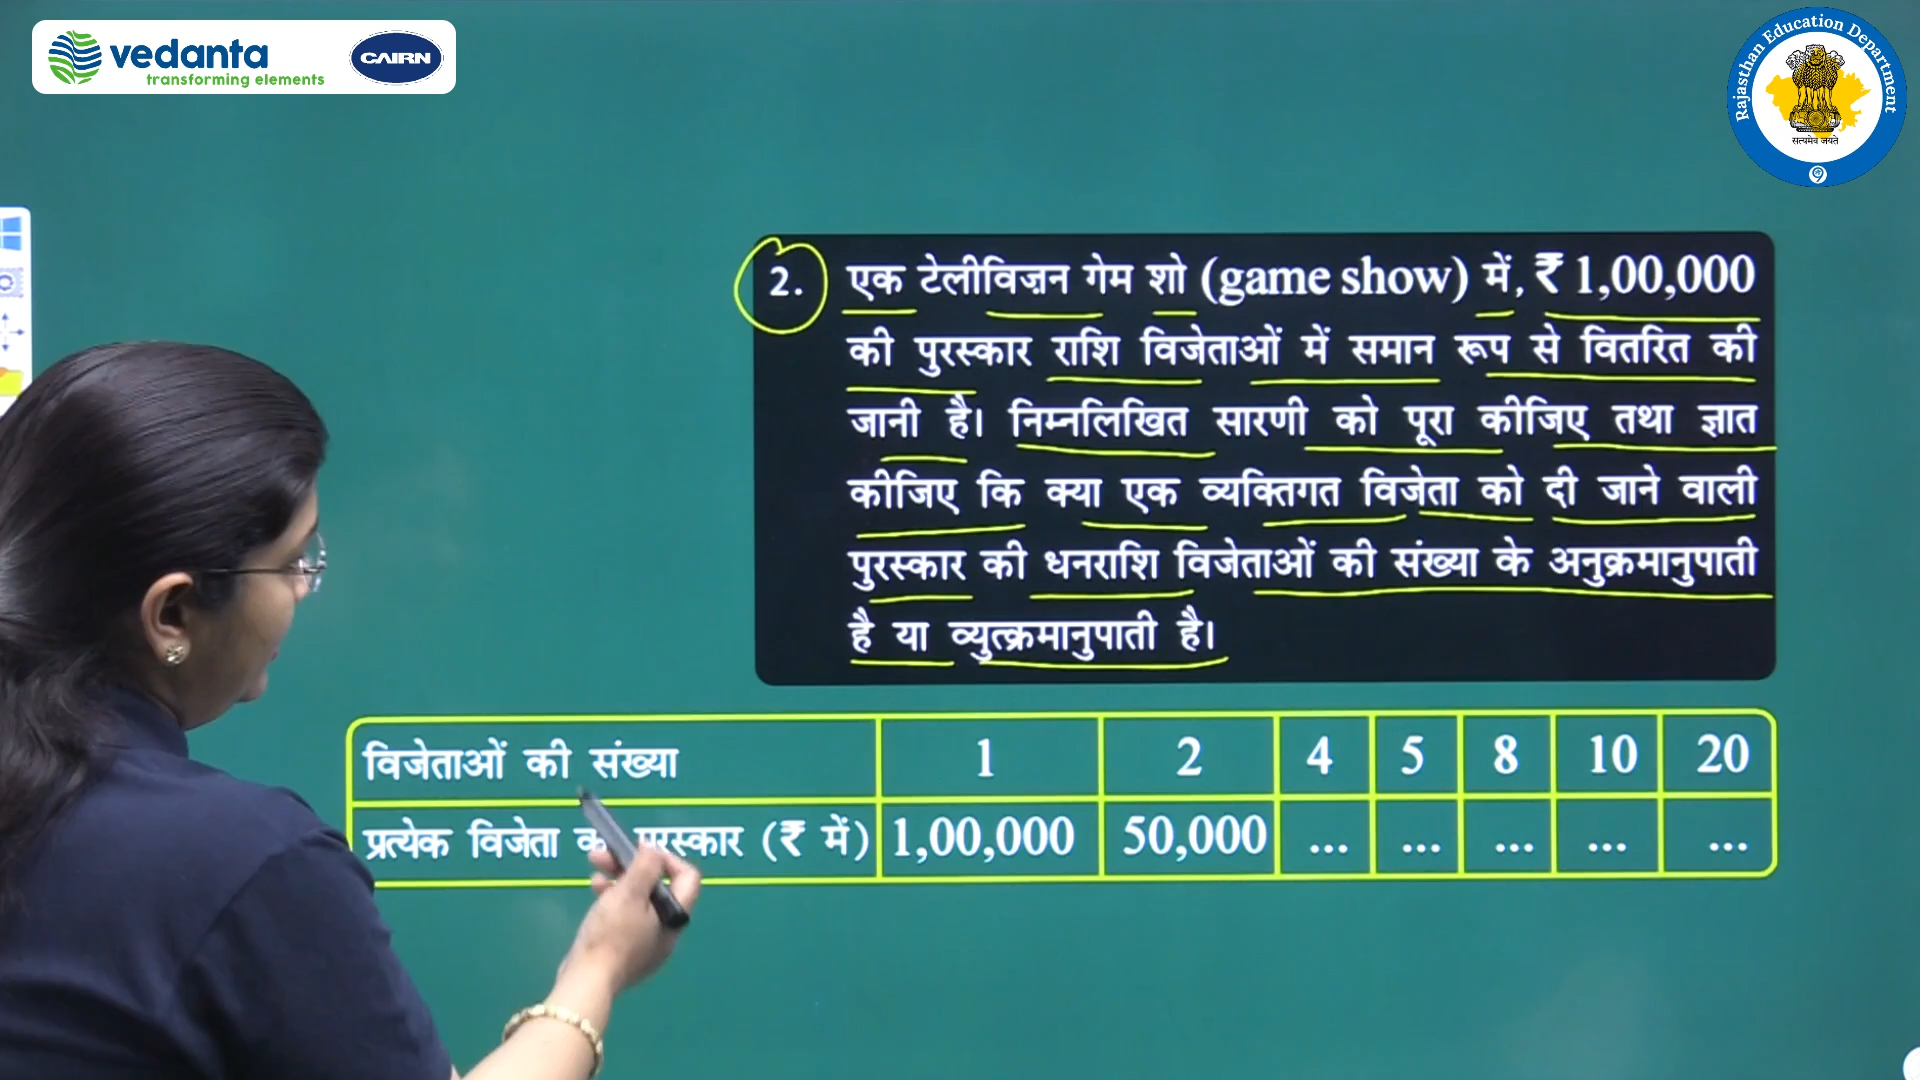 vedanta
transforming elements
CAIRN
Rajasthan Education Department
सत्यमेव जयते
2. एक टेलीविज़न गेम शो (game show) में, ₹ 1,00,000
की पुरस्कार राशि विजेताओं में समान रूप से वितरित की
जानी है। निम्नलिखित सारणी को पूरा कीजिए तथा ज्ञात
कीजिए कि क्या एक व्यक्तिगत विजेता को दी जाने वाली
पुरस्कार की धनराशि विजेताओं की संख्या के अनुक्रमानुपाती
है या व्युत्क्रमानुपाती है।
विजेताओं की संख्या 1 2 4 5 8 10 20
प्रत्येक विजेता पुरस्कार (₹ में) 1,00,000 50,000 ... ... ... ... ...